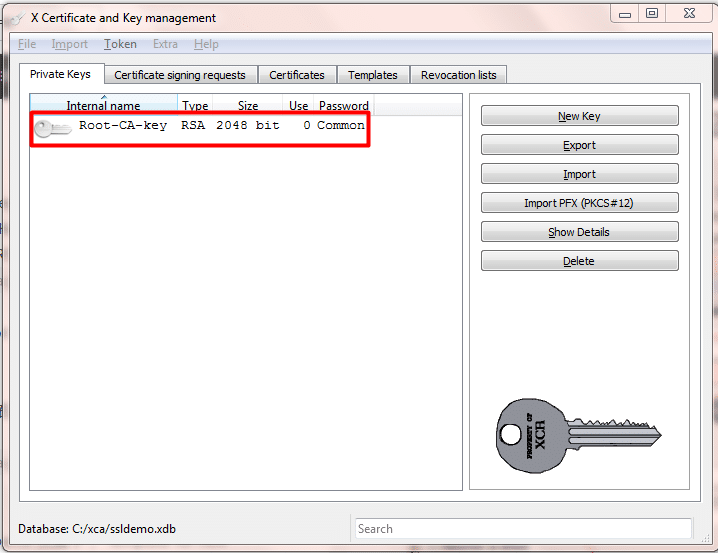 X Certificate and Key management
File Import Token Extra Help
Private Keys Certificate signing requests Certificates Templates Revocation lists
Internal name Type Size Use Password
Root-CA-key RSA 2048 bit 0 Common
New Key
Export
Import
Import PFX (PKCS#12)
Show Details
Delete
PROPERTY OF
XCA
Database: C:/xca/ssldemo.xdb
Search